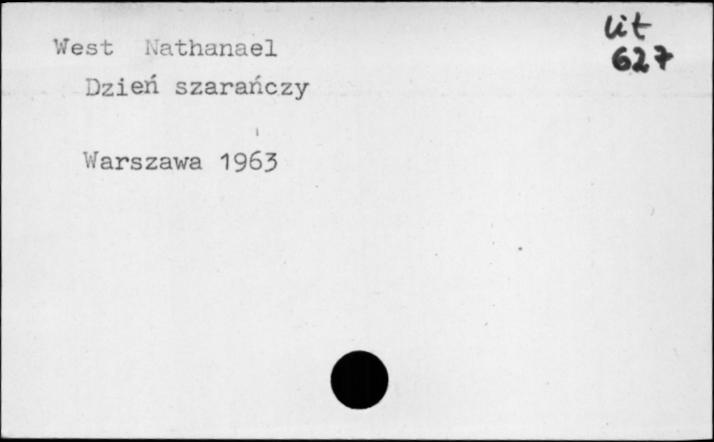 West Nathanael
lit
627
Dzień szarańczy
Warszawa 1963